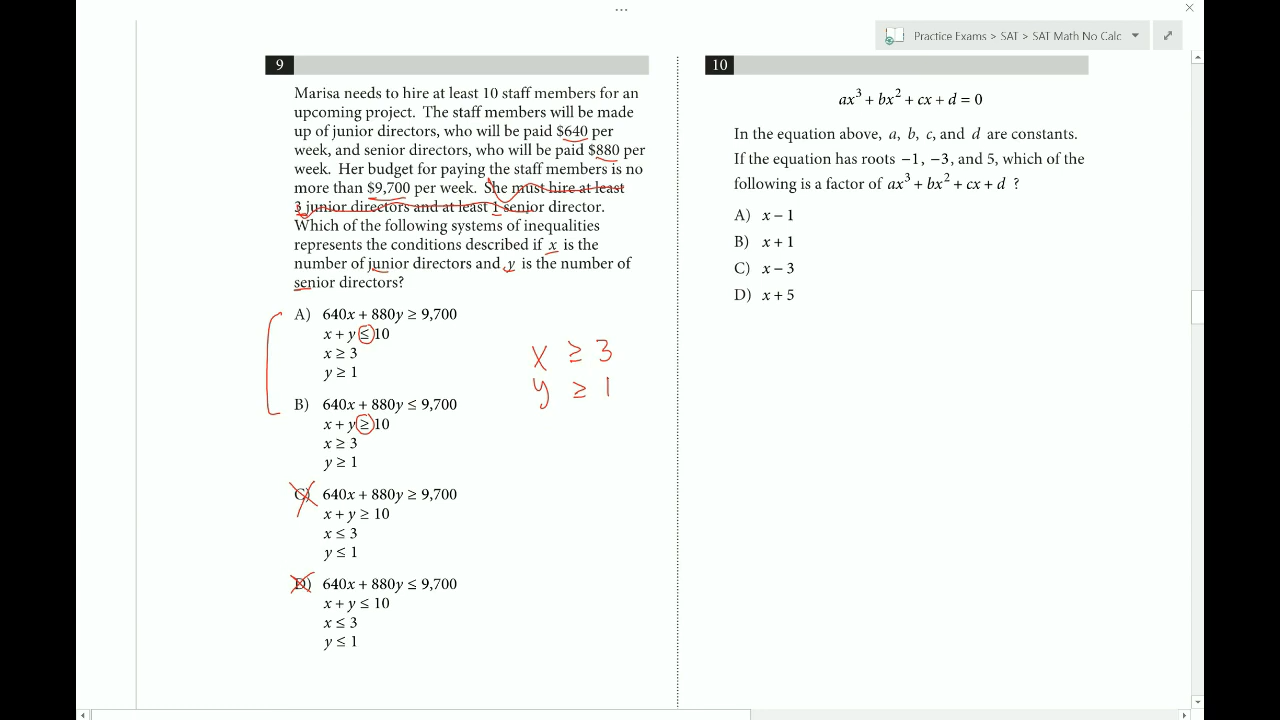 ...
Practice Exams > SAT > SAT Math No Calc
9
Marisa needs to hire at least 10 staff members for an
upcoming project. The staff members will be made
up of junior directors, who will be paid $640 per
week, and senior directors, who will be paid $880 per
week. Her budget for paying the staff members is no
more than $9,700 per week. She must hire at least
3 junior directors and at least 1 senior director.
Which of the following systems of inequalities
represents the conditions described if x is the
number of junior directors and y is the number of
senior directors?
A) 640x + 880y ≥ 9,700
x + y ≤ 10
x ≥ 3
y ≥ 1
B) 640x + 880y ≤ 9,700
x + y ≥ 10
x ≥ 3
y ≥ 1
C) 640x + 880y ≥ 9,700
x + y ≥ 10
x ≤ 3
y ≤ 1
D) 640x + 880y ≤ 9,700
x + y ≤ 10
x ≤ 3
y ≤ 1
x ≥ 3
y ≥ 1
10
ax³ + bx² + cx + d = 0
In the equation above, a, b, c, and d are constants.
If the equation has roots −1, −3, and 5, which of the
following is a factor of ax³ + bx² + cx + d ?
A) x − 1
B) x + 1
C) x − 3
D) x + 5